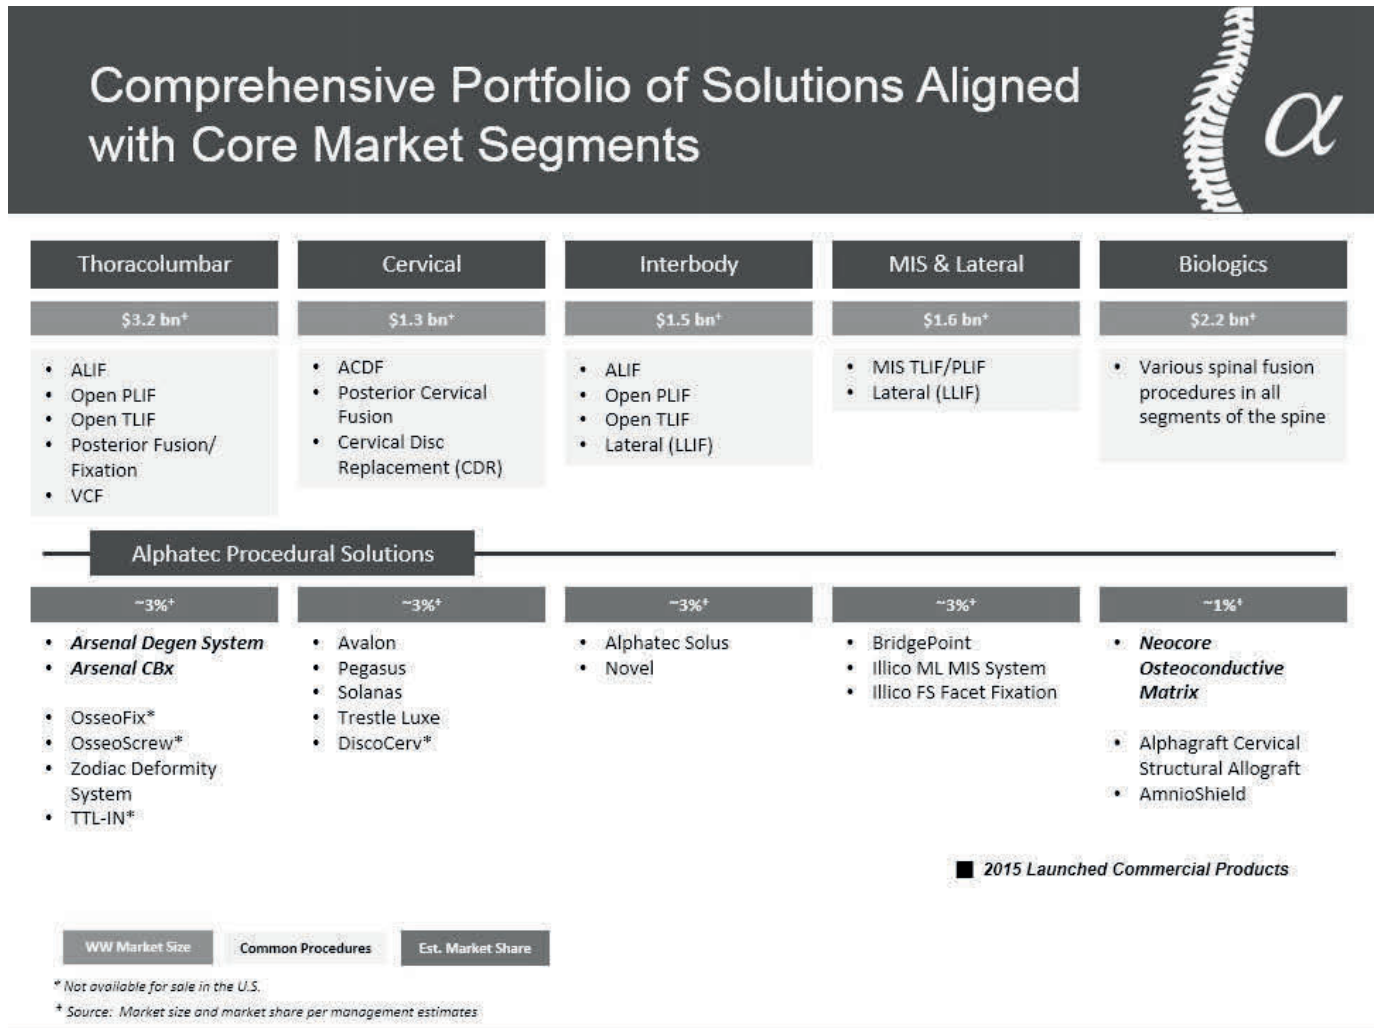 Comprehensive Portfolio of Solutions Aligned
with Core Market Segments
α
Thoracolumbar
$3.2 bn⁺
• ALIF
• Open PLIF
• Open TLIF
• Posterior Fusion/
Fixation
• VCF
Cervical
$1.3 bn⁺
• ACDF
• Posterior Cervical
Fusion
• Cervical Disc
Replacement (CDR)
Interbody
$1.5 bn⁺
• ALIF
• Open PLIF
• Open TLIF
• Lateral (LLIF)
MIS & Lateral
$1.6 bn⁺
• MIS TLIF/PLIF
• Lateral (LLIF)
Biologics
$2.2 bn⁺
• Various spinal fusion
procedures in all
segments of the spine
Alphatec Procedural Solutions
~3%⁺
• Arsenal Degen System
• Arsenal CBx
• OsseoFix*
• OsseoScrew*
• Zodiac Deformity
System
• TTL-IN*
~3%⁺
• Avalon
• Pegasus
• Solanas
• Trestle Luxe
• DiscoCerv*
~3%⁺
• Alphatec Solus
• Novel
~3%⁺
• BridgePoint
• Illico ML MIS System
• Illico FS Facet Fixation
~1%⁺
• Neocore
Osteoconductive
Matrix
• Alphagraft Cervical
Structural Allograft
• AmnioShield
2015 Launched Commercial Products
WW Market Size
Common Procedures
Est. Market Share
* Not available for sale in the U.S.
⁺ Source: Market size and market share per management estimates